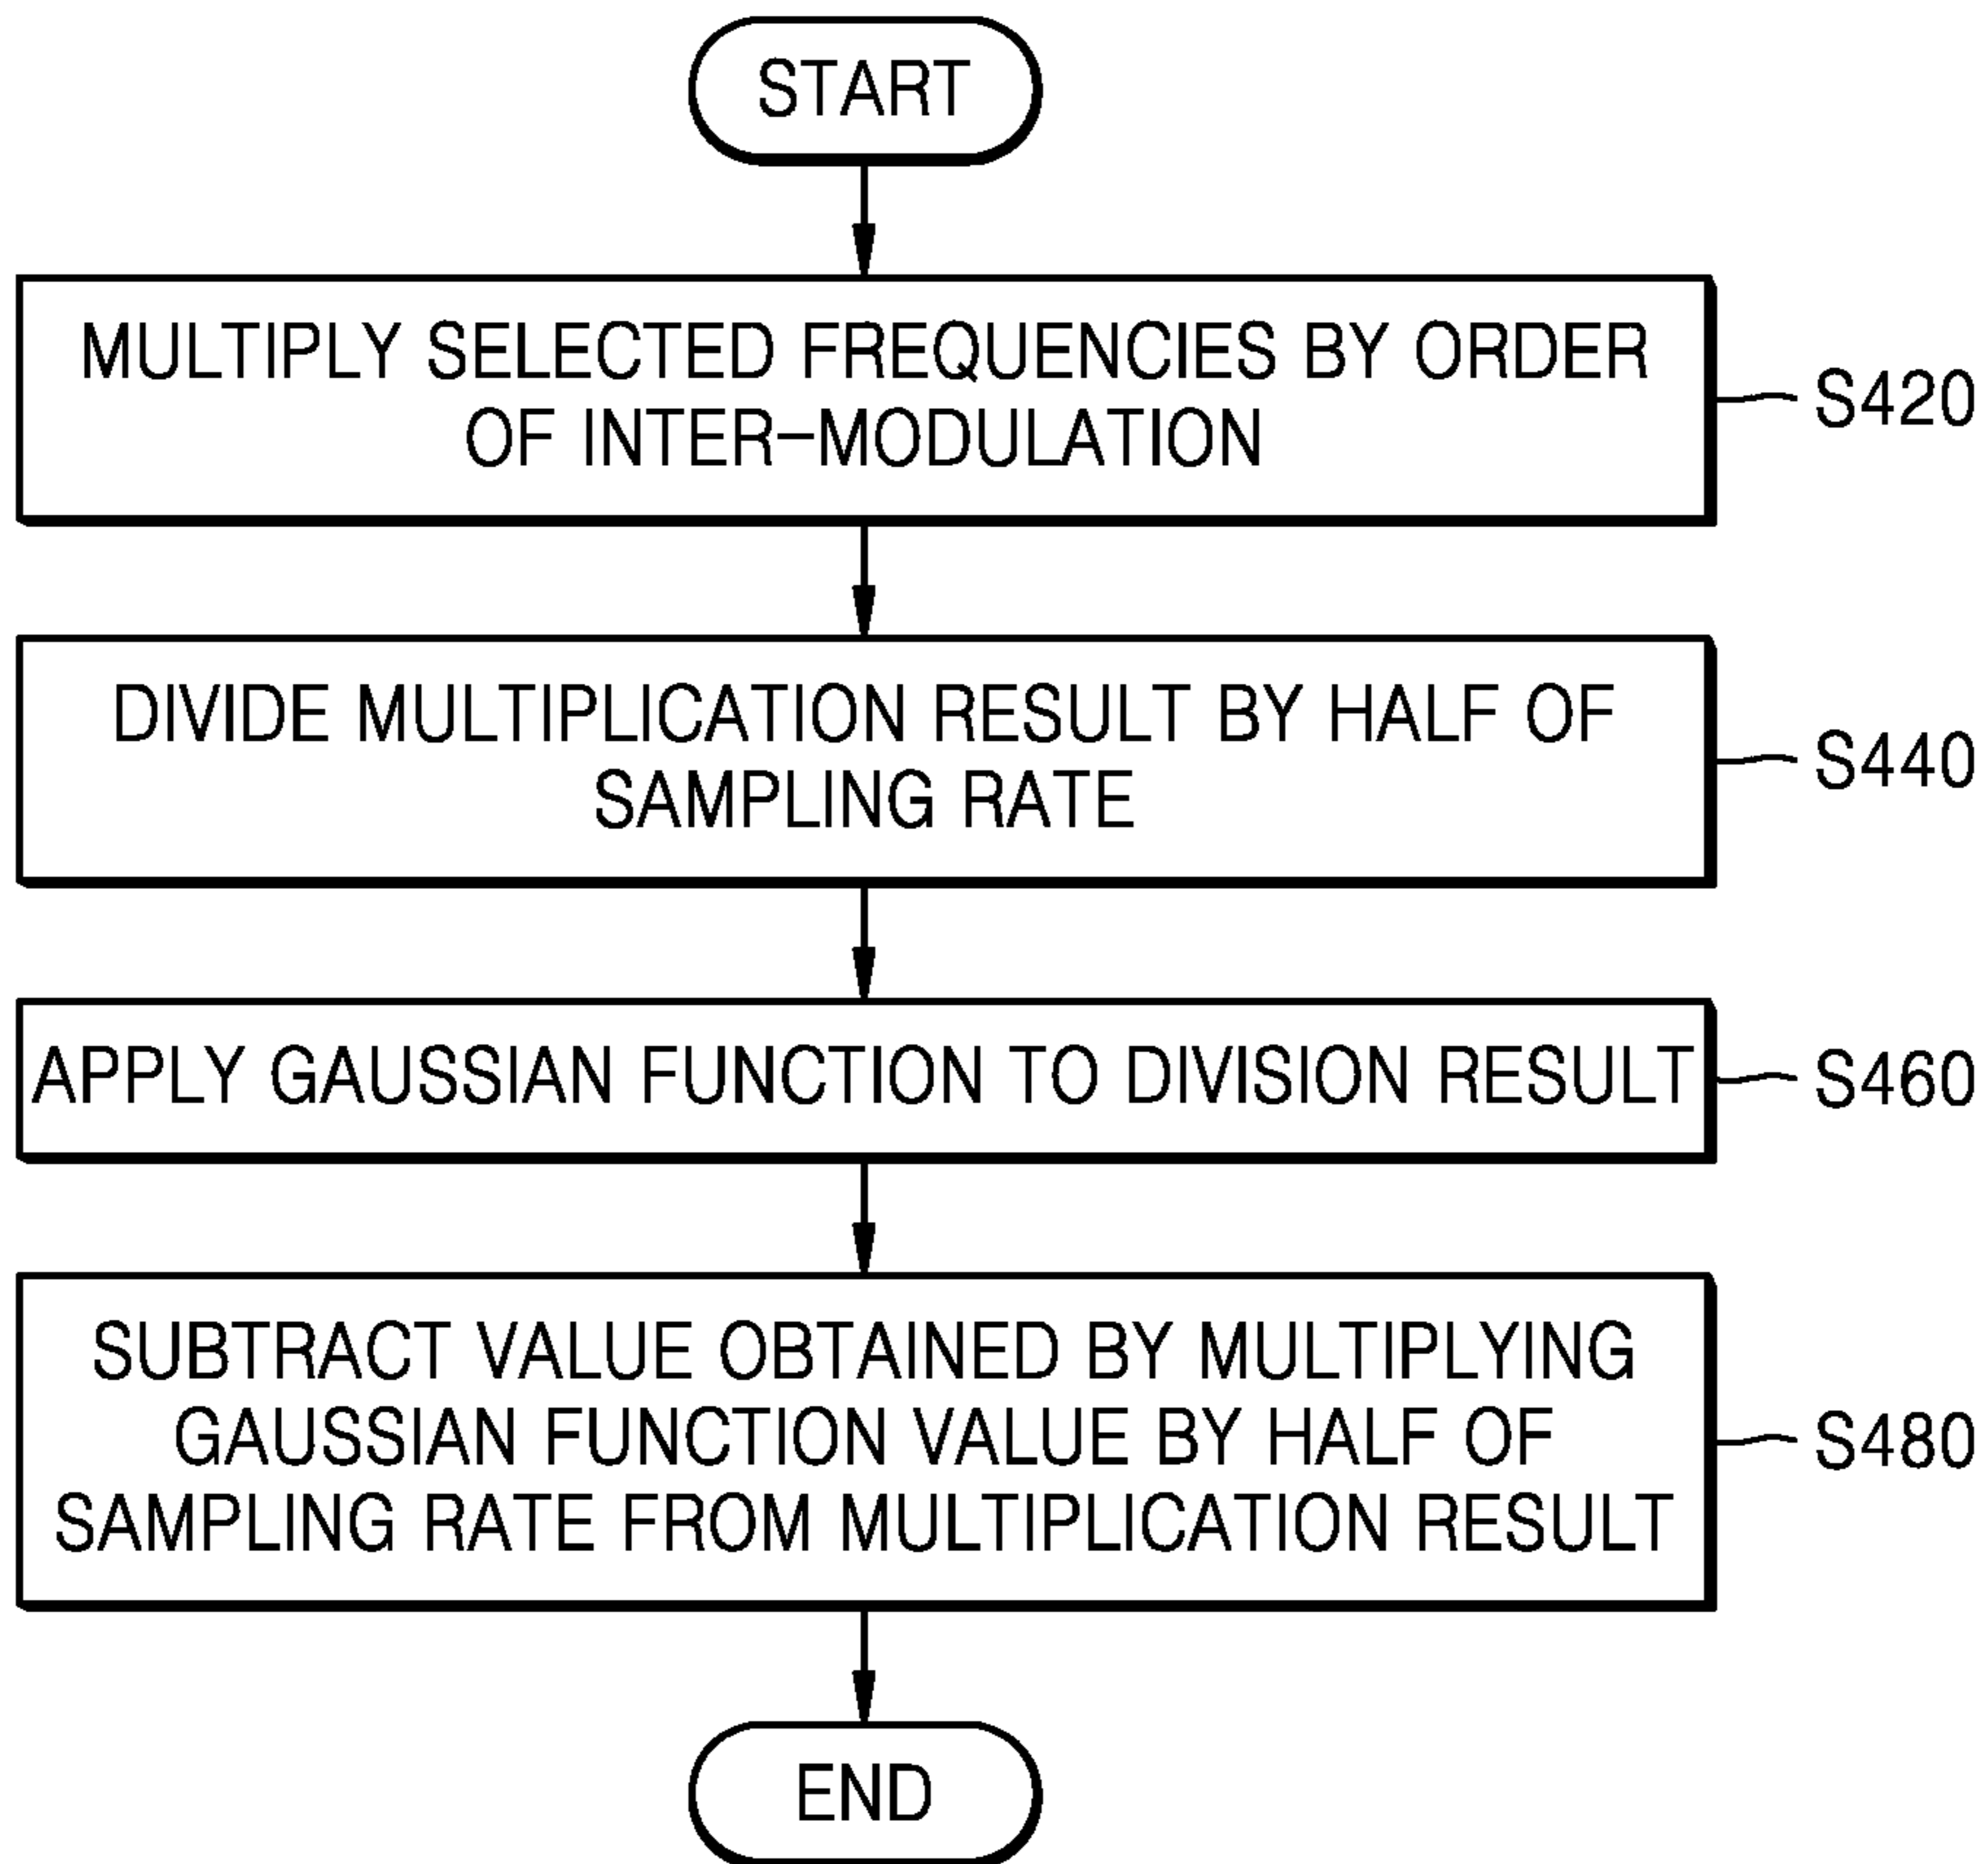 START
MULTIPLY SELECTED FREQUENCIES BY ORDER
OF INTER-MODULATION
S420
DIVIDE MULTIPLICATION RESULT BY HALF OF
SAMPLING RATE
S440
APPLY GAUSSIAN FUNCTION TO DIVISION RESULT
S460
SUBTRACT VALUE OBTAINED BY MULTIPLYING
GAUSSIAN FUNCTION VALUE BY HALF OF
SAMPLING RATE FROM MULTIPLICATION RESULT
S480
END